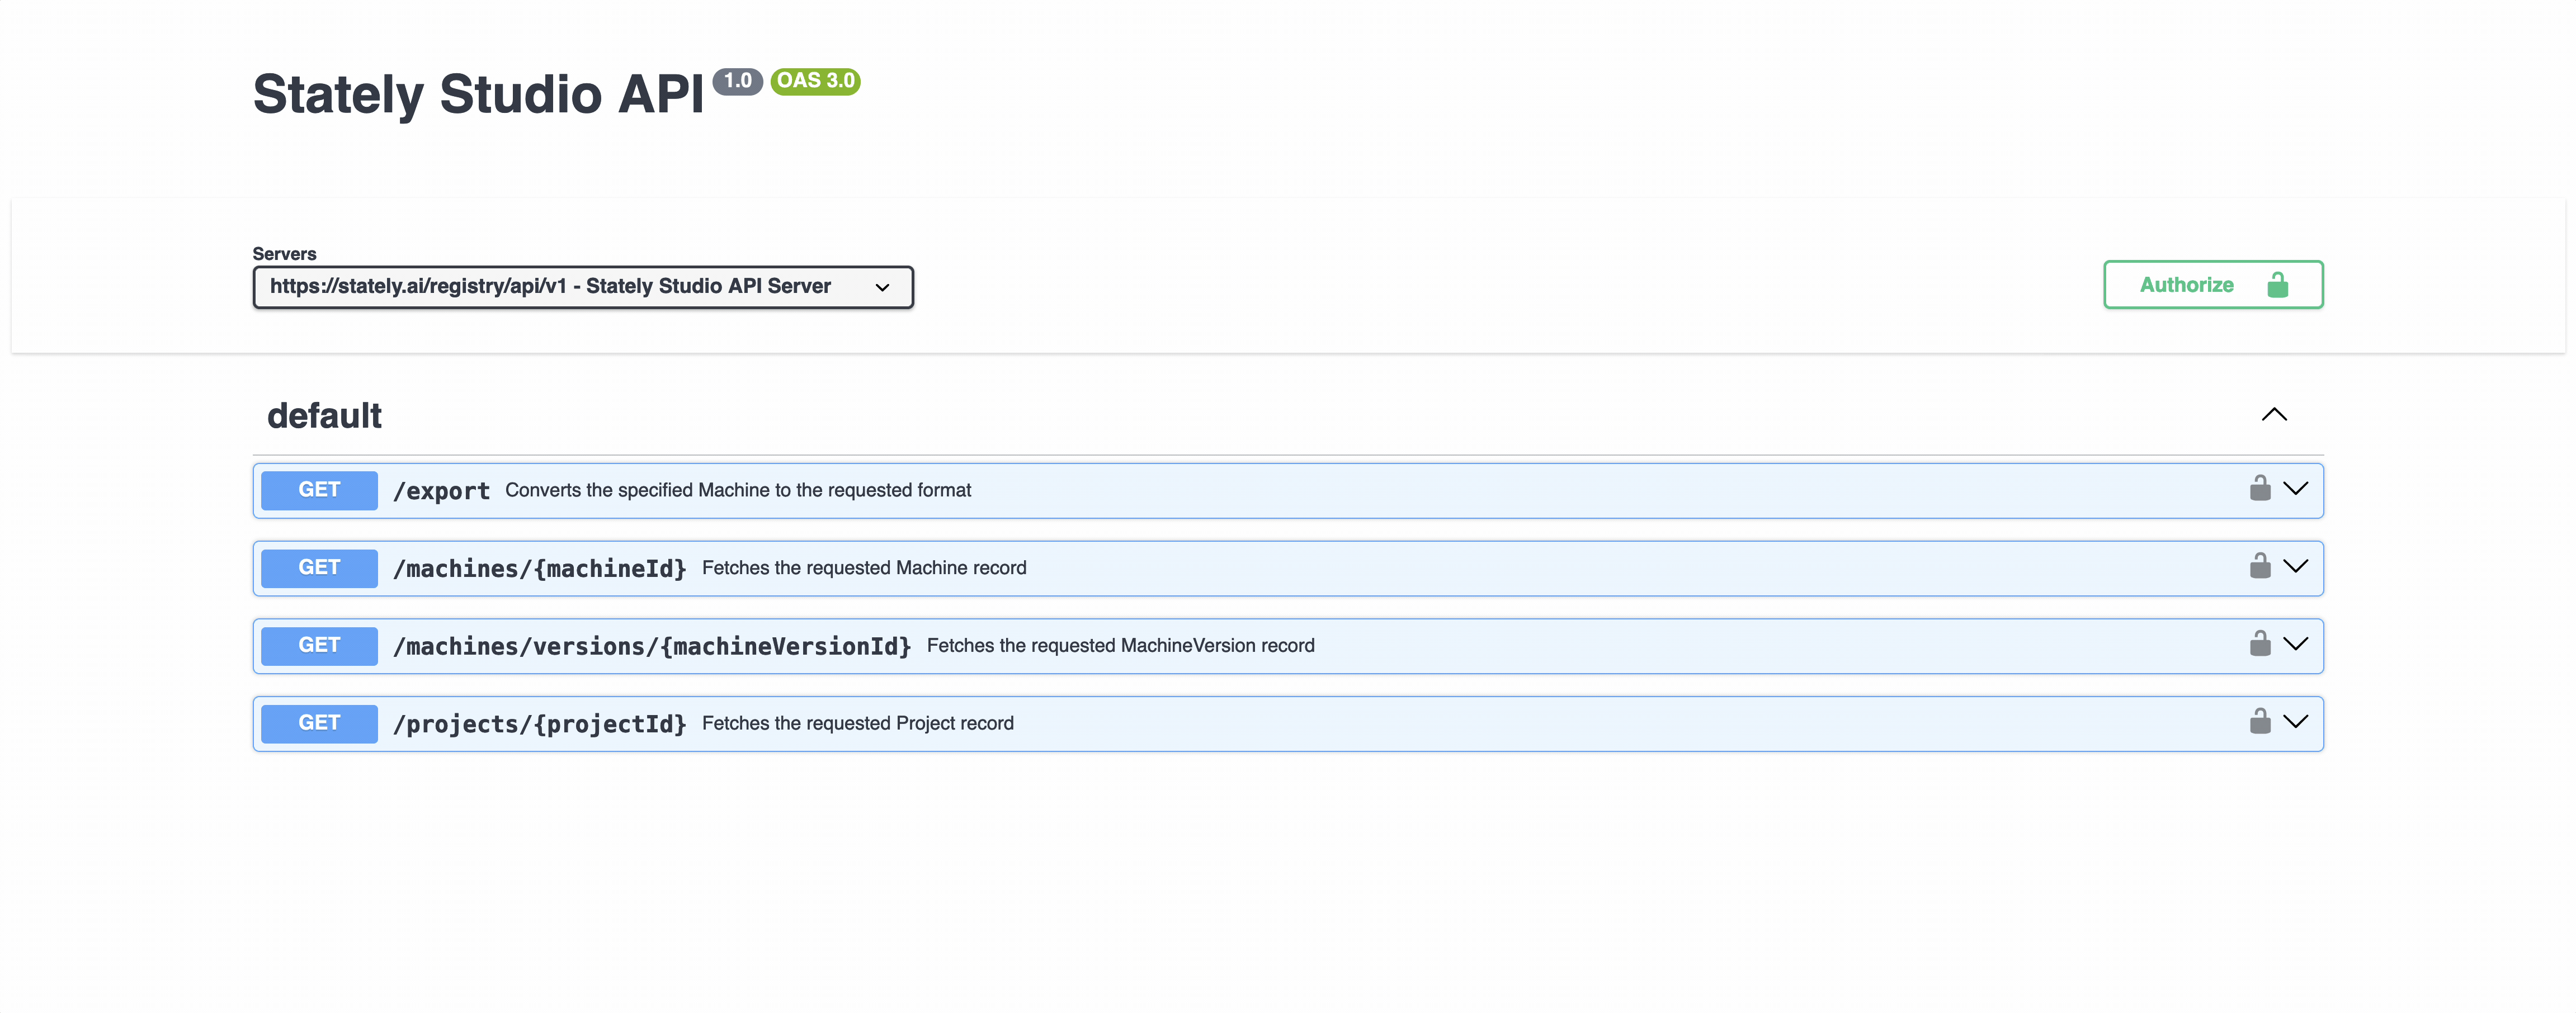 Stately Studio API 1.0 OAS 3.0
Servers
https://stately.ai/registry/api/v1 - Stately Studio API Server
Authorize
default
GET /export Converts the specified Machine to the requested format
GET /machines/{machineId} Fetches the requested Machine record
GET /machines/versions/{machineVersionId} Fetches the requested MachineVersion record
GET /projects/{projectId} Fetches the requested Project record